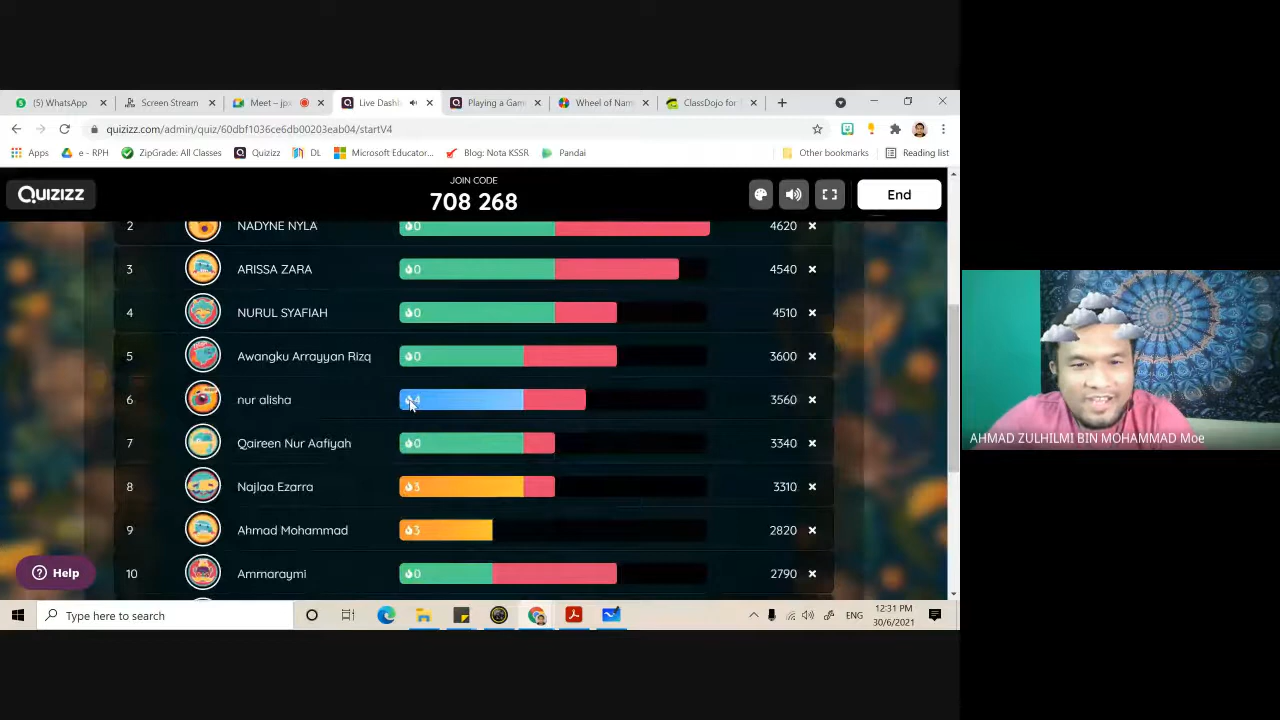 (5) WhatsApp
Screen Stream
Meet – jpx
Live Dashb
Playing a Gam
Wheel of Nam
ClassDojo for
quizizz.com/admin/quiz/60dbf1036ce6db00203eab04/startV4
Apps
e - RPH
ZipGrade: All Classes
Quizizz
DL
Microsoft Educator...
Blog: Nota KSSR
Pandai
Other bookmarks
Reading list
QUIZIZZ
JOIN CODE
708 268
End
2 NADYNE NYLA 0 4620
3 ARISSA ZARA 0 4540
4 NURUL SYAFIAH 0 4510
5 Awangku Arrayyan Rizq 0 3600
6 nur alisha 4 3560
7 Qaireen Nur Aafiyah 0 3340
8 Najlaa Ezarra 3 3310
9 Ahmad Mohammad 3 2820
10 Ammaraymi 0 2790
Help
AHMAD ZULHILMI BIN MOHAMMAD Moe
Type here to search
ENG
12:31 PM
30/6/2021